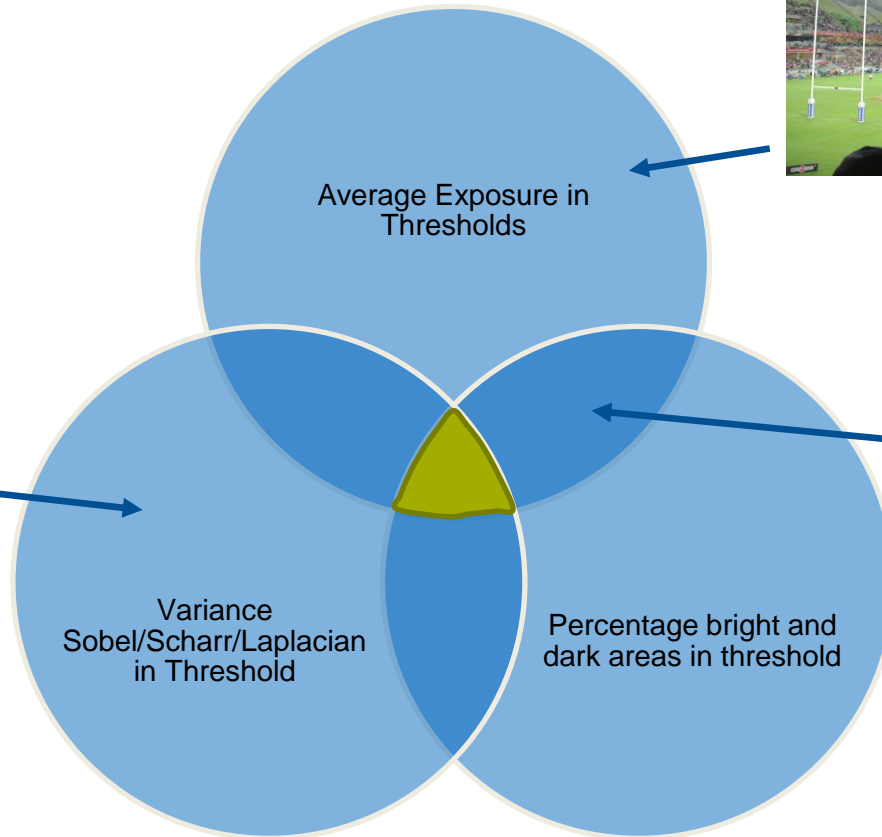 Average Exposure in
Thresholds
Variance
Sobel/Scharr/Laplacian
in Threshold
Percentage bright and
dark areas in threshold